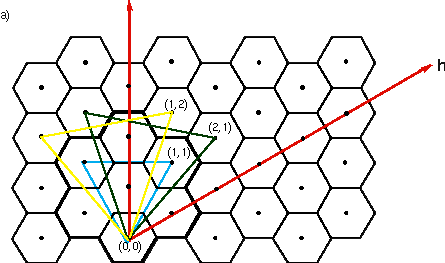 a)
h
(1,2)
(2,1)
(1,1)
(0,0)